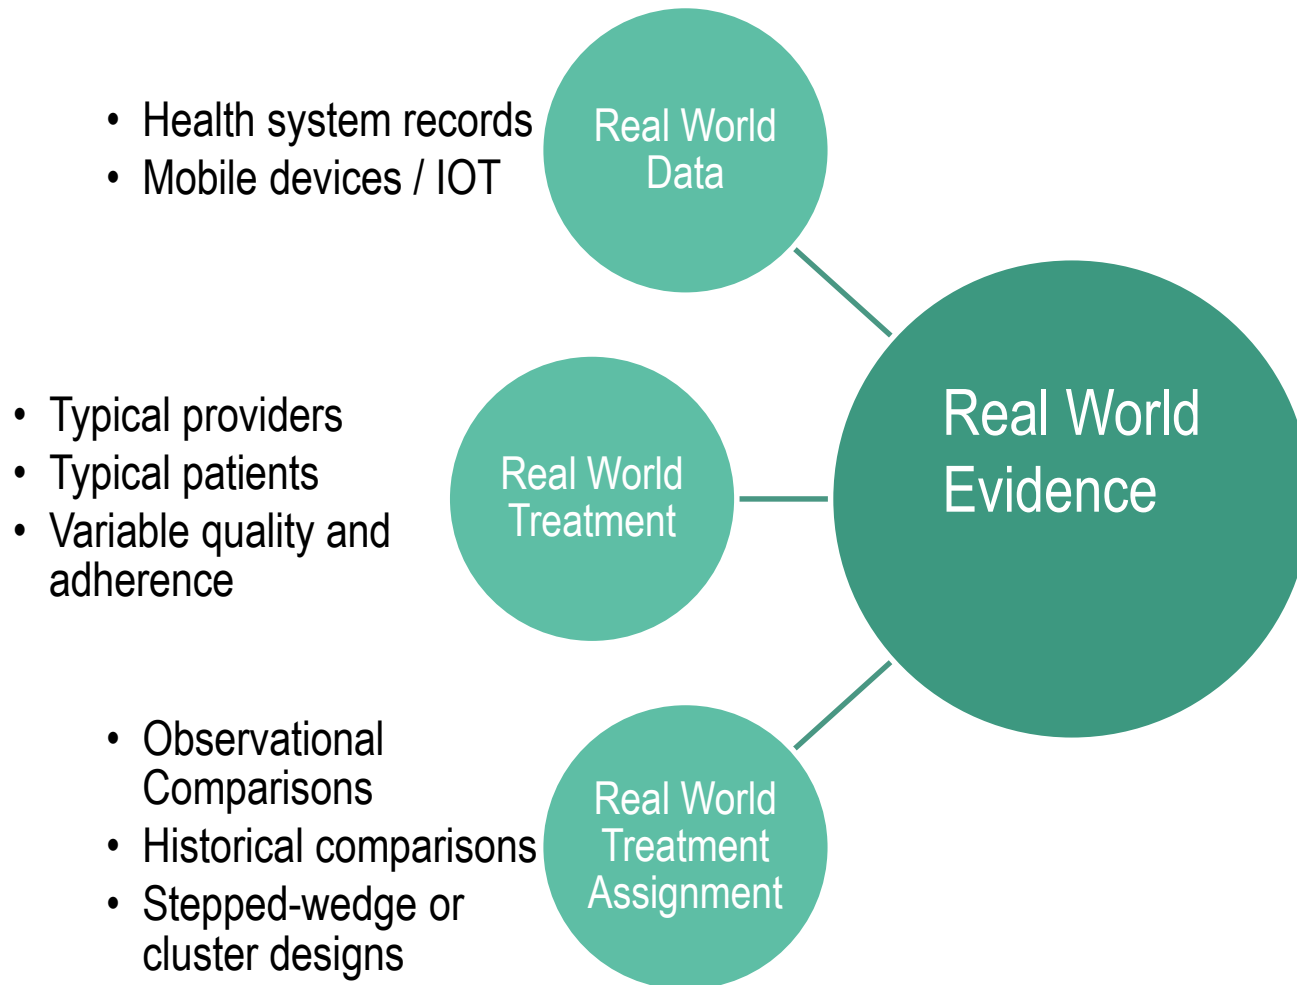 • Health system records
• Mobile devices / IOT
Real World
Data
• Typical providers
• Typical patients
• Variable quality and
adherence
Real World
Treatment
Real World
Evidence
• Observational
Comparisons
• Historical comparisons
• Stepped-wedge or
cluster designs
Real World
Treatment
Assignment